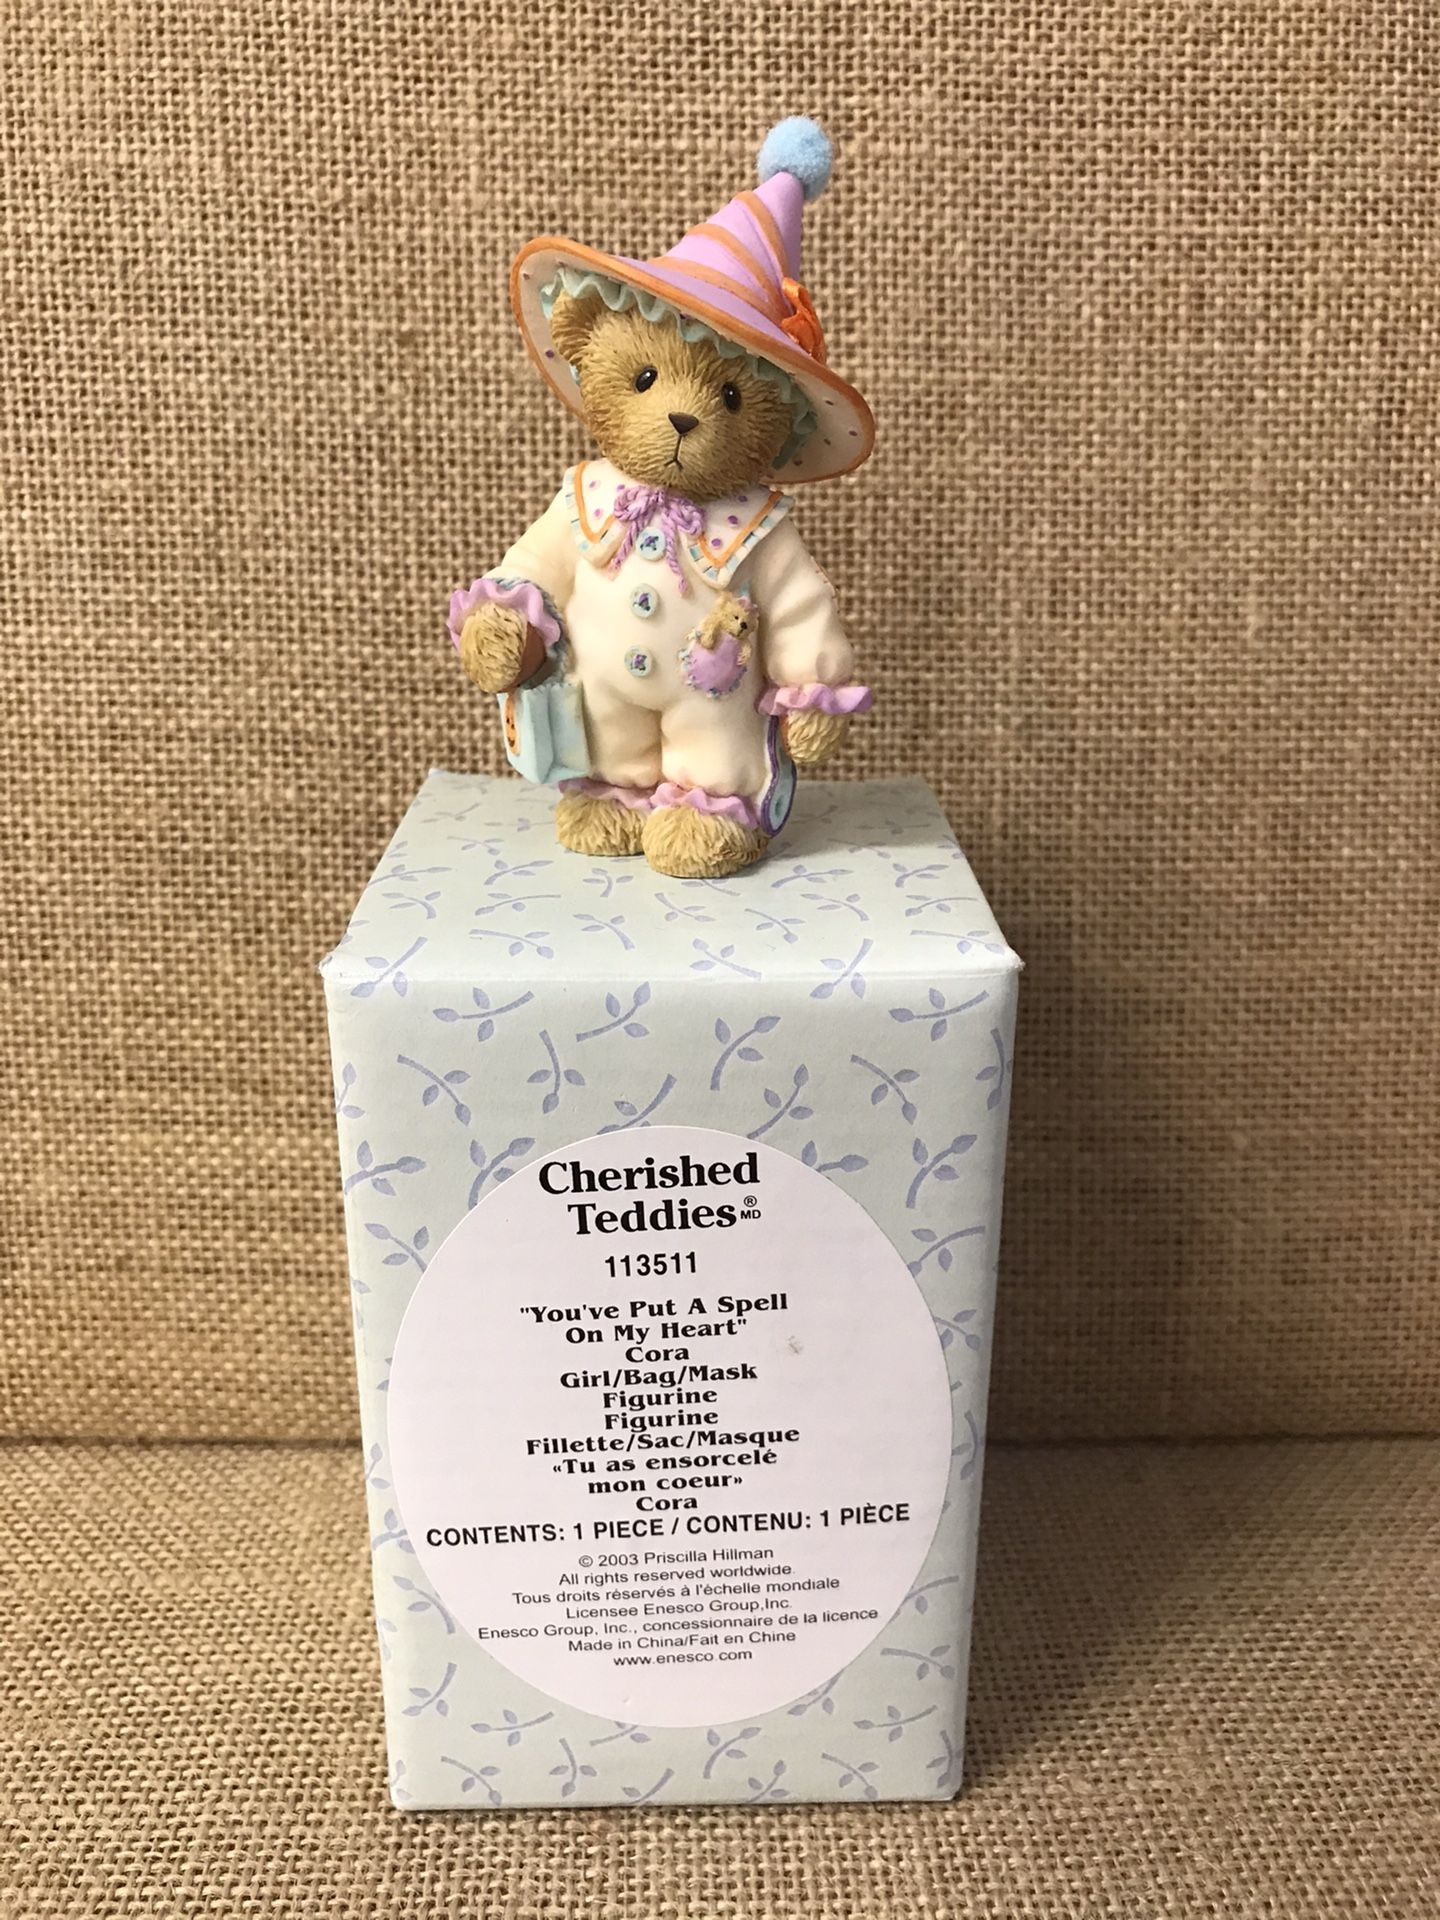 Cherished
Teddies®
MD
113511
"You've Put A Spell
On My Heart"
Cora
Girl/Bag/Mask
Figurine
Figurine
Fillette/Sac/Masque
«Tu as ensorcelé
mon coeur»
Cora
CONTENTS: 1 PIECE / CONTENU: 1 PIÈCE
© 2003 Priscilla Hillman
All rights reserved worldwide.
Tous droits réservés à l'échelle mondiale
Licensee Enesco Group,Inc.
Enesco Group, Inc., concessionnaire de la licence
Made in China/Fait en Chine
www.enesco.com